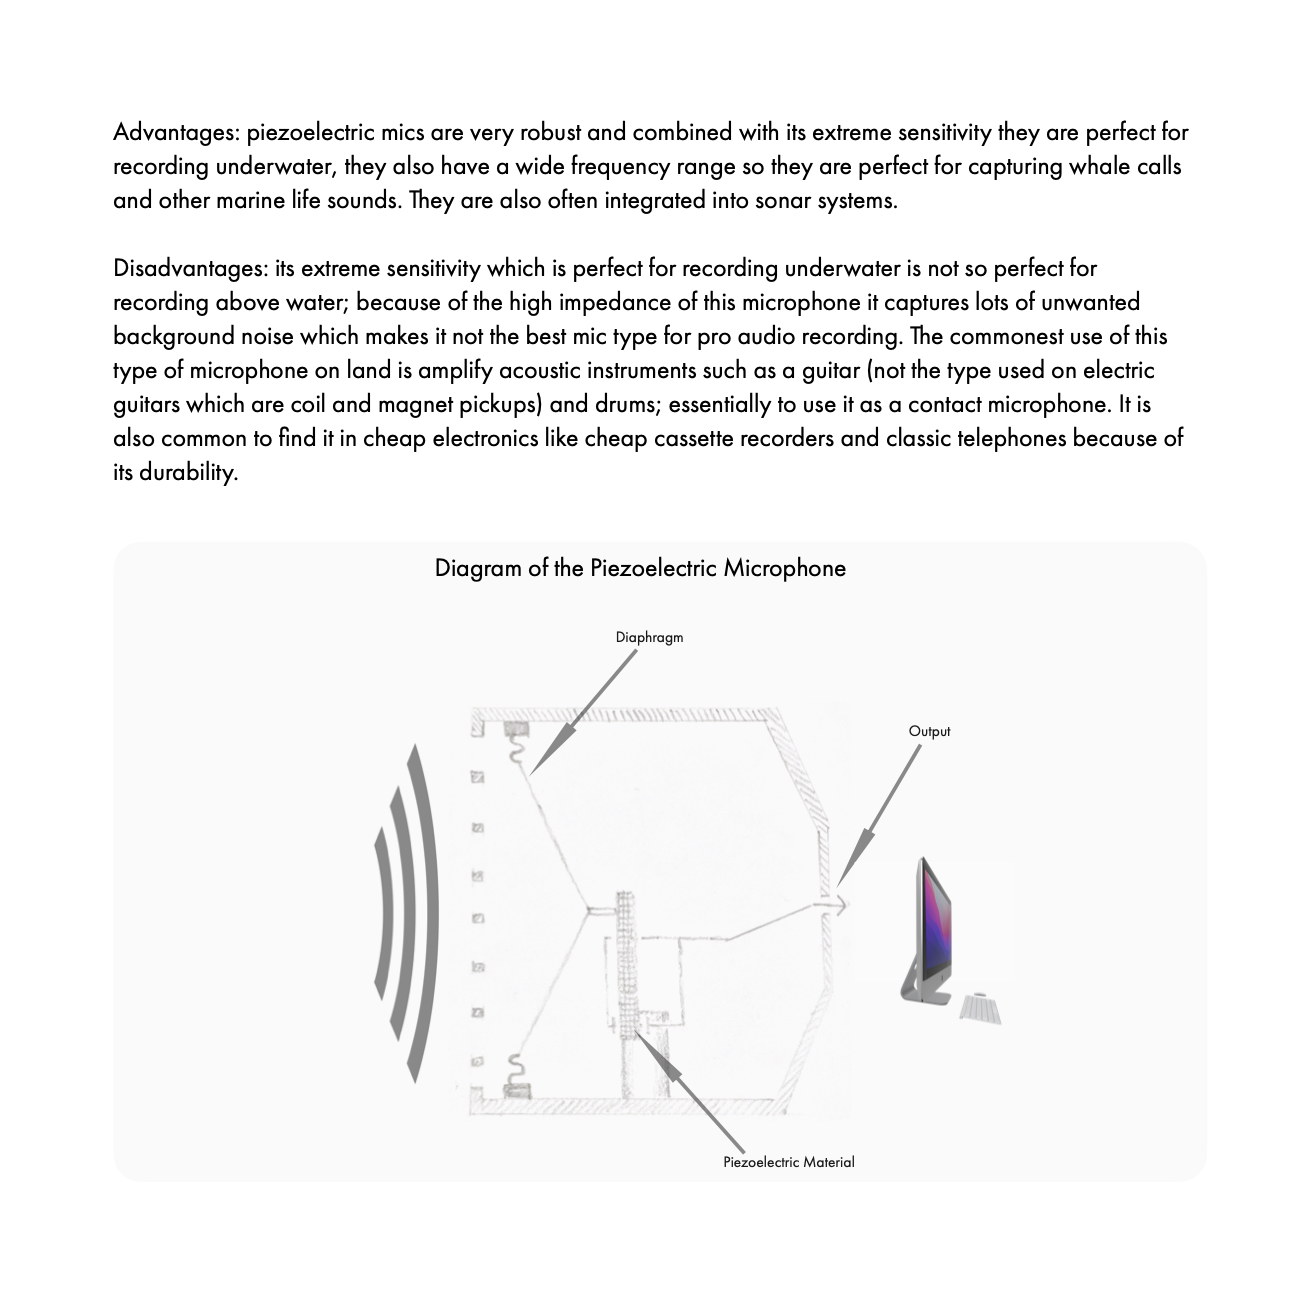 Advantages: piezoelectric mics are very robust and combined with its extreme sensitivity they are perfect for
recording underwater, they also have a wide frequency range so they are perfect for capturing whale calls
and other marine life sounds. They are also often integrated into sonar systems.
Disadvantages: its extreme sensitivity which is perfect for recording underwater is not so perfect for
recording above water; because of the high impedance of this microphone it captures lots of unwanted
background noise which makes it not the best mic type for pro audio recording. The commonest use of this
type of microphone on land is amplify acoustic instruments such as a guitar (not the type used on electric
guitars which are coil and magnet pickups) and drums; essentially to use it as a contact microphone. It is
also common to find it in cheap electronics like cheap cassette recorders and classic telephones because of
its durability.
Diagram of the Piezoelectric Microphone
Diaphragm
Output
Piezoelectric Material